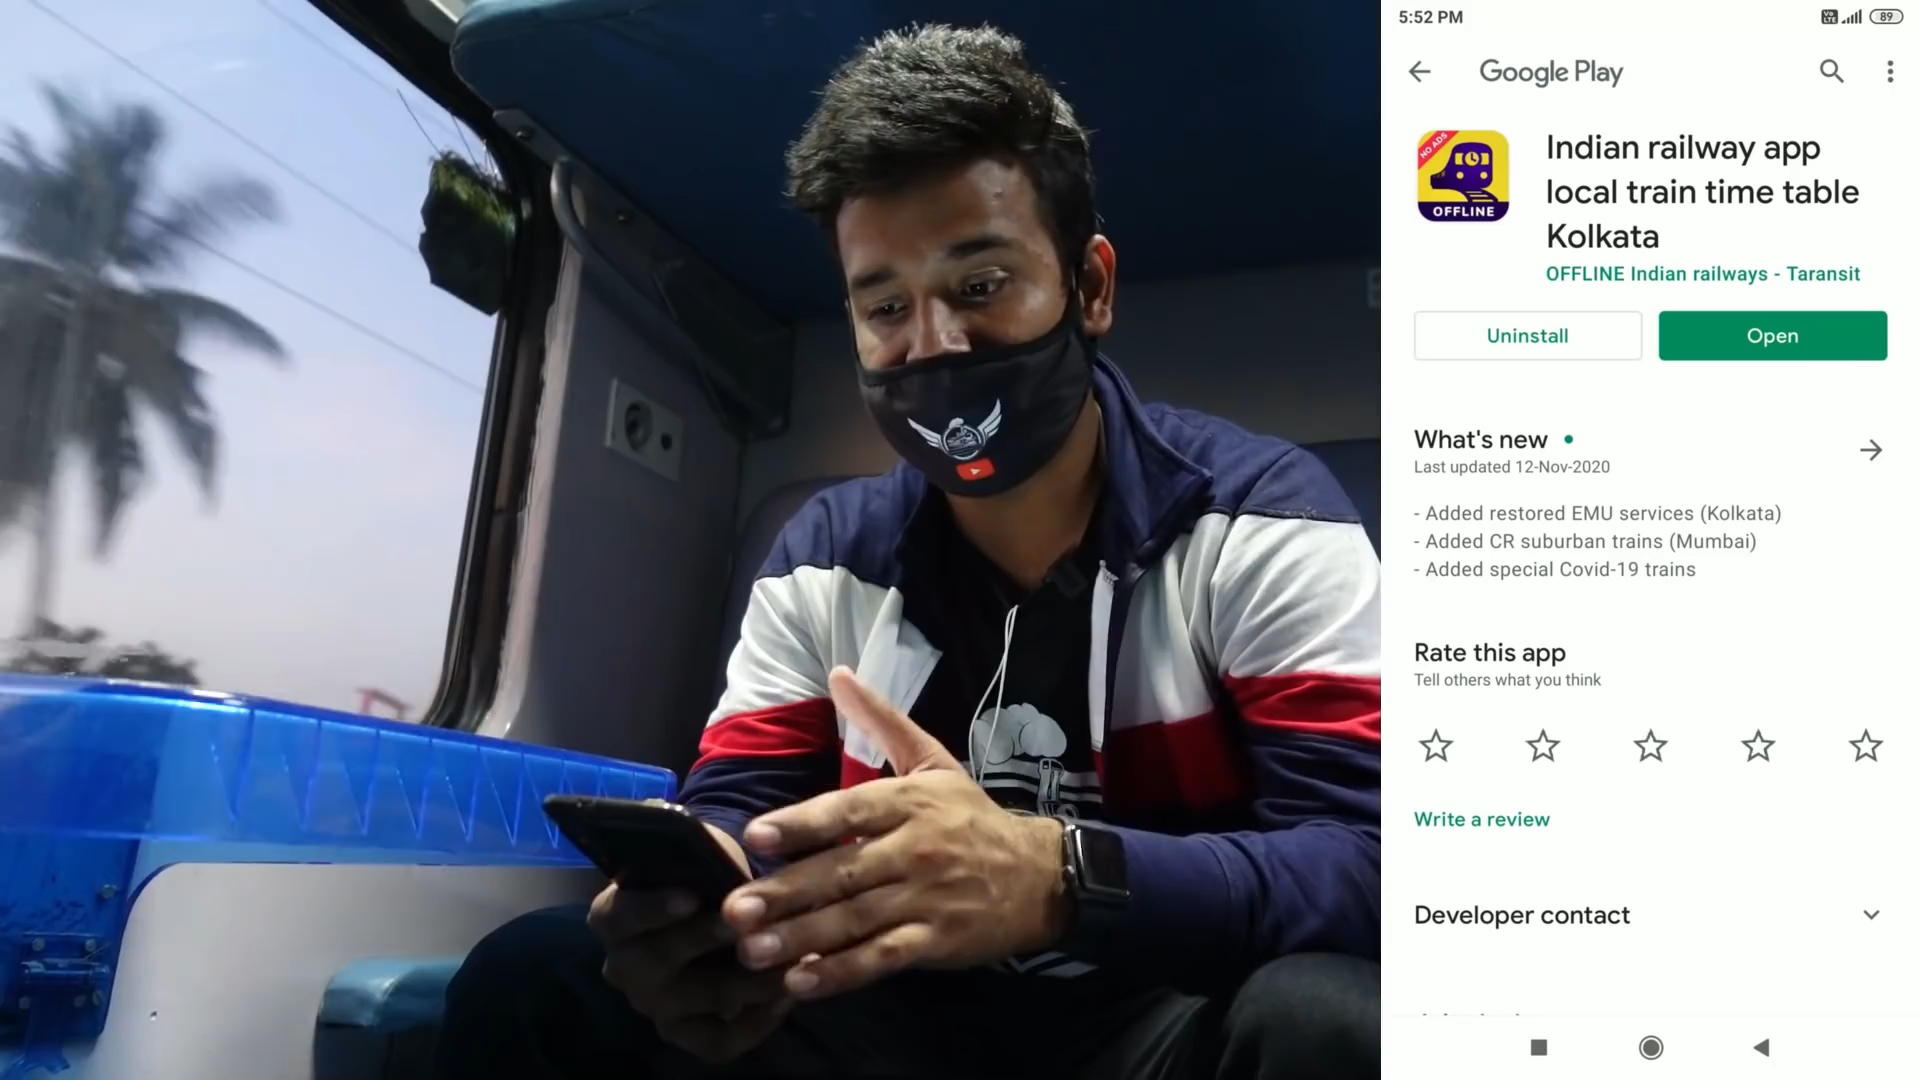 5:52 PM
Vo LTE
89
Google Play
NO ADS
OFFLINE
Indian railway app
local train time table
Kolkata
OFFLINE Indian railways - Taransit
Uninstall
Open
What's new
Last updated 12-Nov-2020
- Added restored EMU services (Kolkata)
- Added CR suburban trains (Mumbai)
- Added special Covid-19 trains
Rate this app
Tell others what you think
Write a review
Developer contact